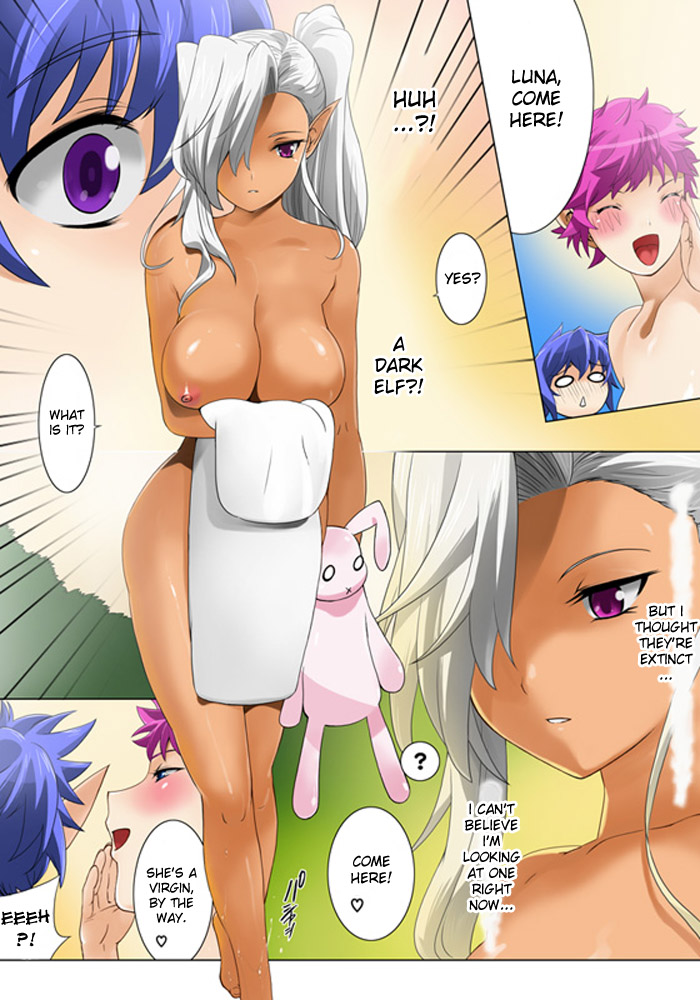 LUNA,
COME
HERE!
HUH
...?!
YES?
A
DARK
ELF?!
WHAT
IS IT?
BUT I
THOUGHT
THEY'RE
EXTINCT
...
I CAN'T
BELIEVE
I'M
LOOKING
AT ONE
RIGHT
NOW...
?
COME
HERE!
♡
SHE'S A
VIRGIN,
BY THE
WAY.
♡
EEEH
?!